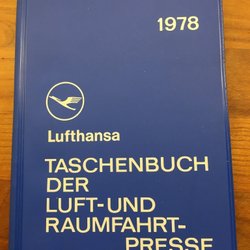 1978
Lufthansa
TASCHENBUCH
DER
LUFT-UND
RAUMFAHRT-
PRESSE